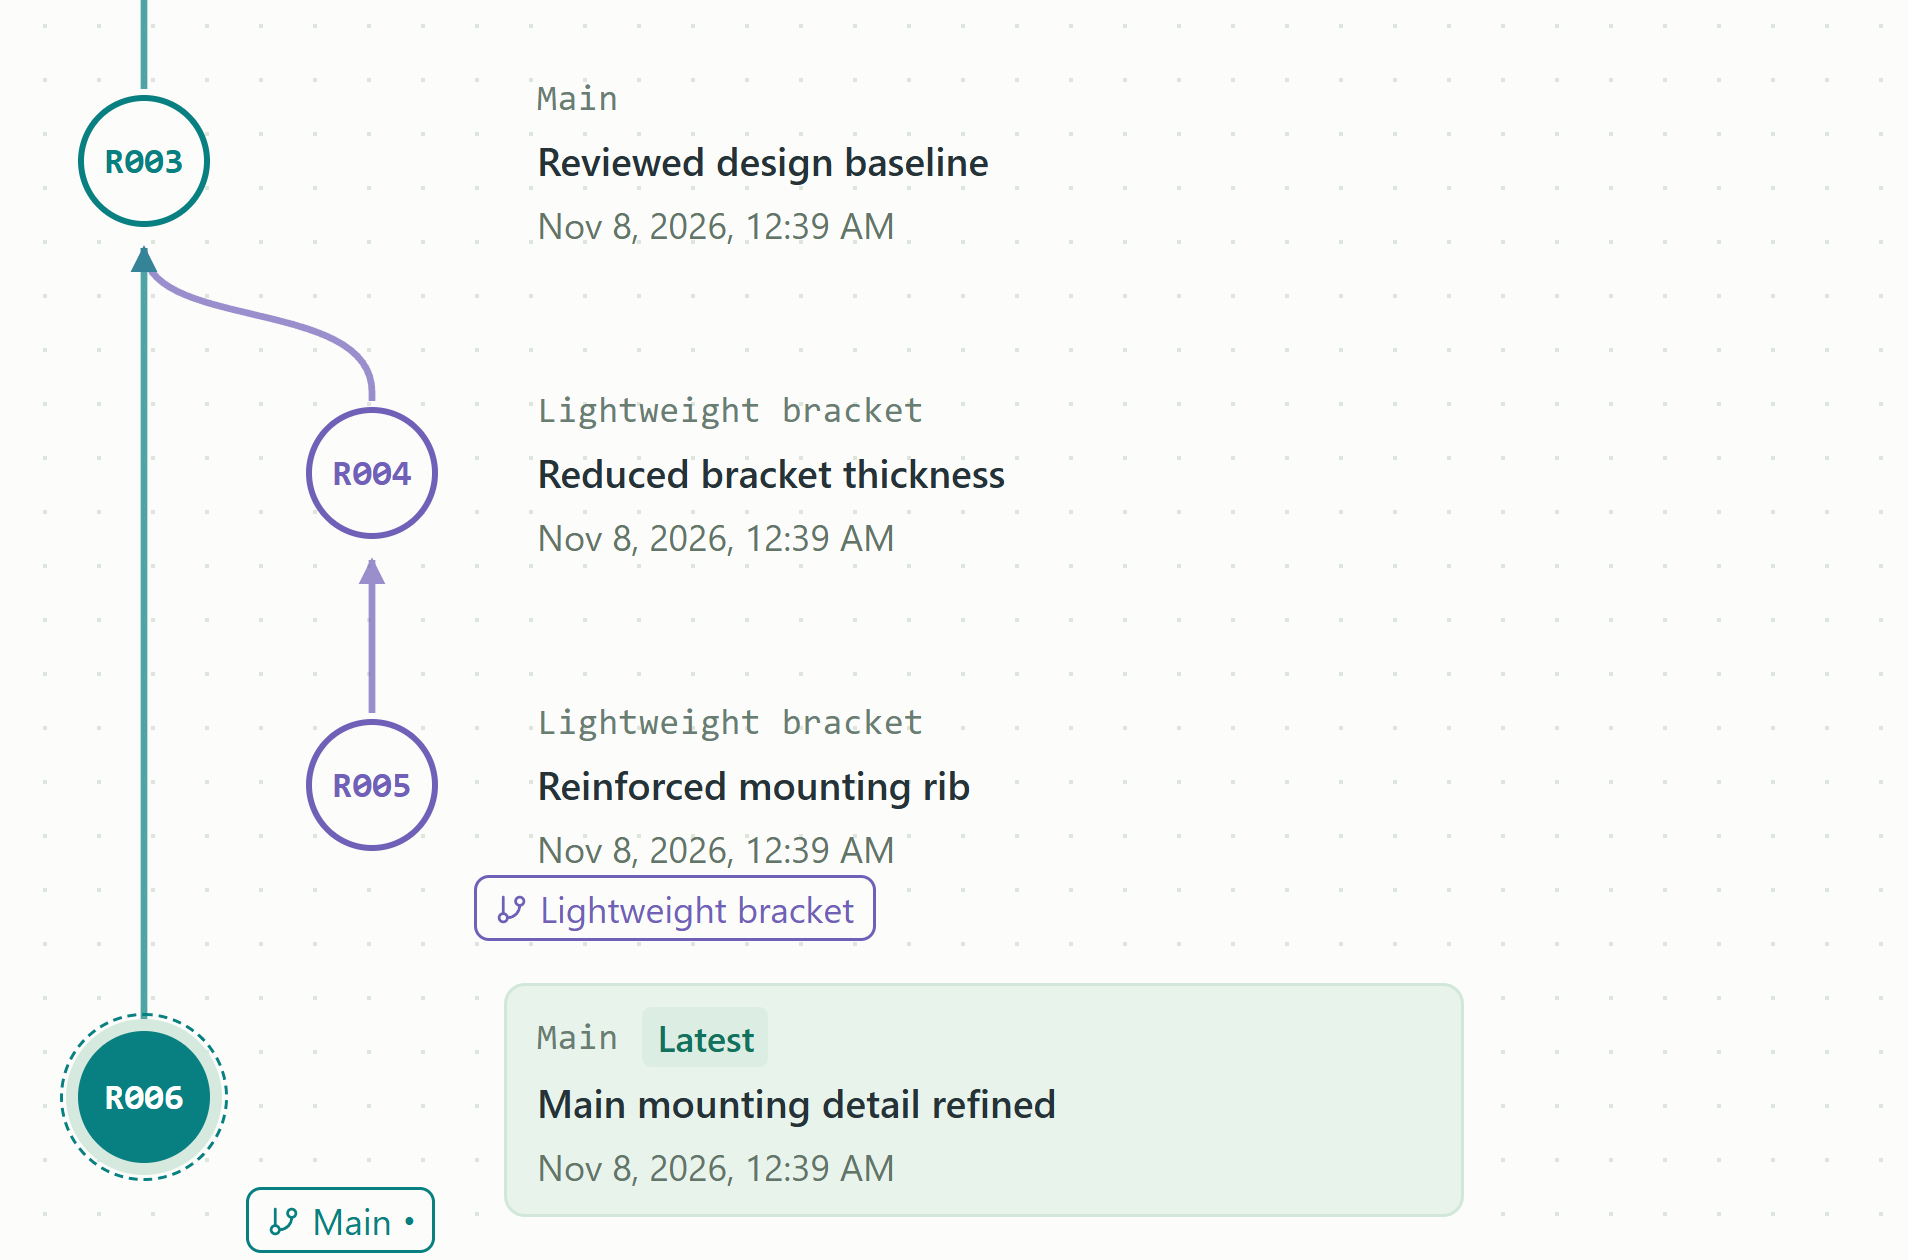 R003
Main
Reviewed design baseline
Nov 8, 2026, 12:39 AM
R004
Lightweight bracket
Reduced bracket thickness
Nov 8, 2026, 12:39 AM
R005
Lightweight bracket
Reinforced mounting rib
Nov 8, 2026, 12:39 AM
Lightweight bracket
R006
Main Latest
Main mounting detail refined
Nov 8, 2026, 12:39 AM
Main •